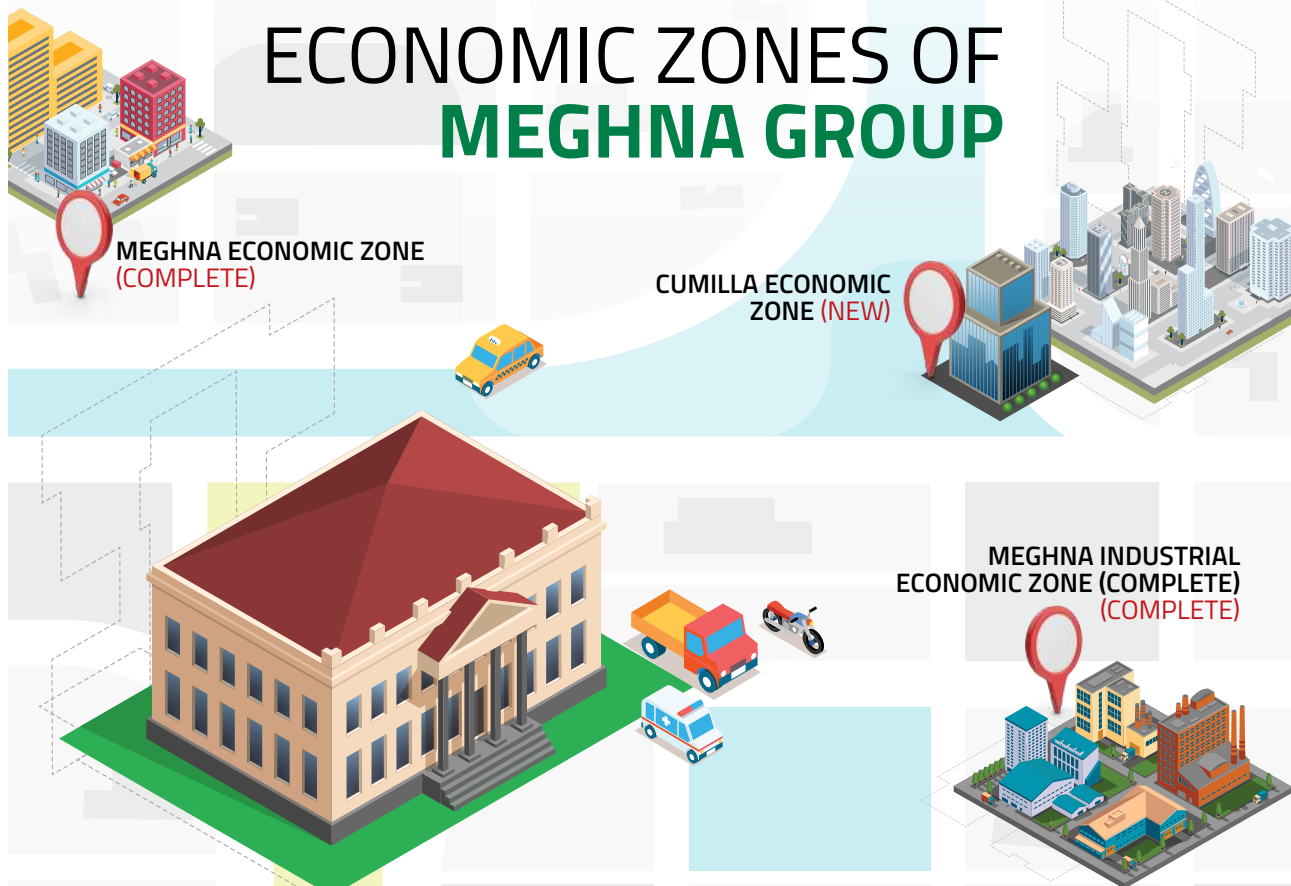 ECONOMIC ZONES OF
MEGHNA GROUP
MEGHNA ECONOMIC ZONE
(COMPLETE)
CUMILLA ECONOMIC
ZONE (NEW)
MEGHNA INDUSTRIAL
ECONOMIC ZONE (COMPLETE)
(COMPLETE)